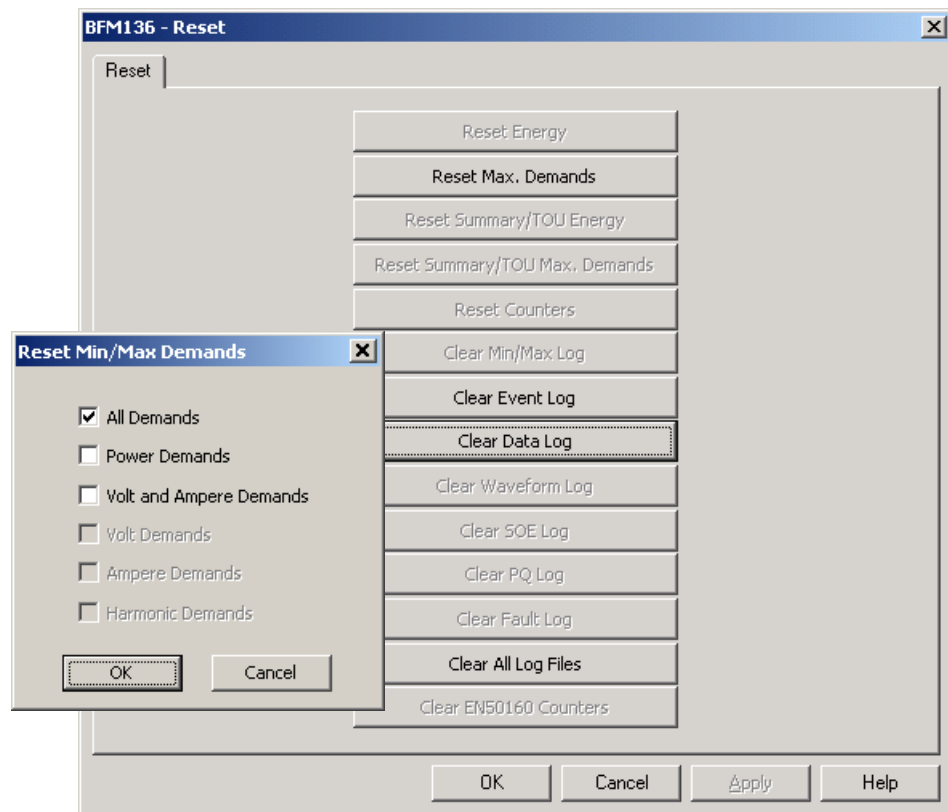 BFM136 - Reset
Reset
Reset Energy
Reset Max. Demands
Reset Summary/TOU Energy
Reset Summary/TOU Max. Demands
Reset Counters
Clear Min/Max Log
Clear Event Log
Clear Data Log
Clear Waveform Log
Clear SOE Log
Clear PQ Log
Clear Fault Log
Clear All Log Files
Clear EN50160 Counters
OK Cancel Apply Help
Reset Min/Max Demands
All Demands
Power Demands
Volt and Ampere Demands
Volt Demands
Ampere Demands
Harmonic Demands
OK Cancel